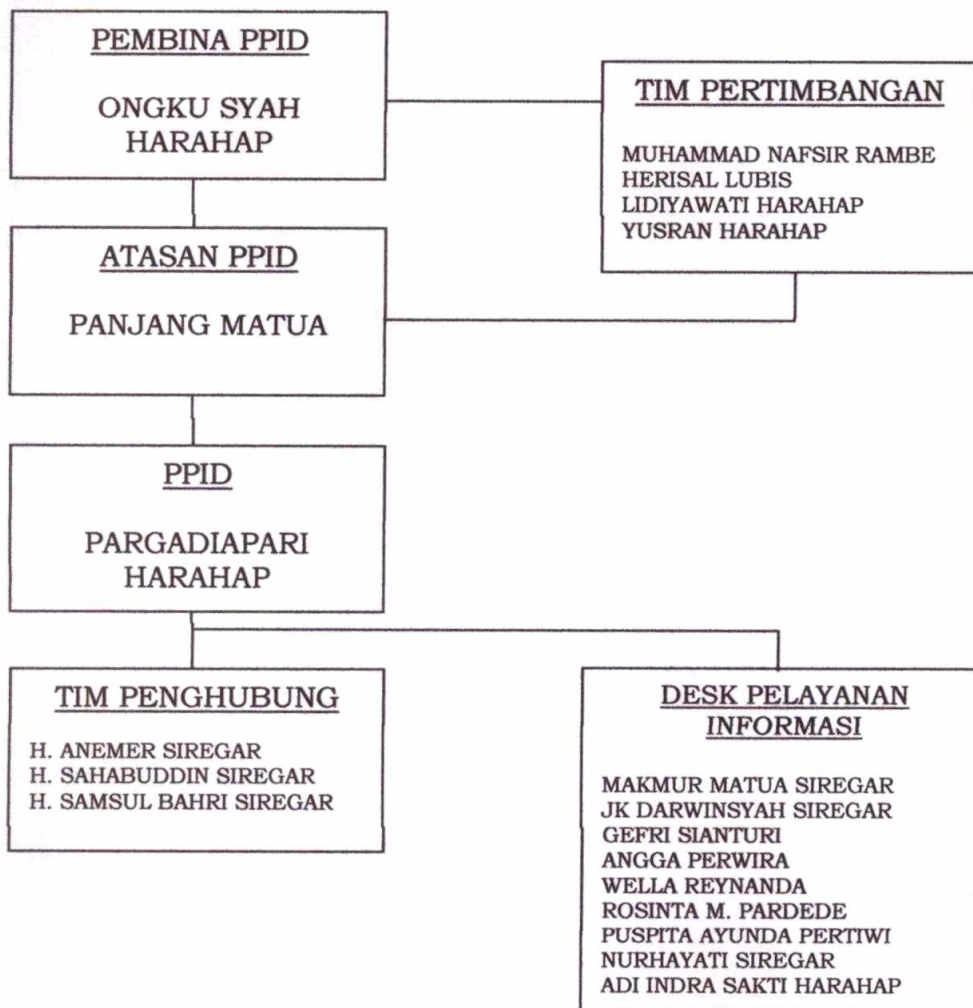 PEMBINA PPID
ONGKU SYAH
HARAHAP
TIM PERTIMBANGAN
MUHAMMAD NAFSIR RAMBE
HERISAL LUBIS
LIDIYAWATI HARAHAP
YUSRAN HARAHAP
ATASAN PPID
PANJANG MATUA
PPID
PARGADIAPARI
HARAHAP
TIM PENGHUBUNG
H. ANEMER SIREGAR
H. SAHABUDDIN SIREGAR
H. SAMSUL BAHRI SIREGAR
DESK PELAYANAN
INFORMASI
MAKMUR MATUA SIREGAR
JK DARWINSYAH SIREGAR
GEFRI SIANTURI
ANGGA PERWIRA
WELLA REYNANDA
ROSINTA M. PARDEDE
PUSPITA AYUNDA PERTIWI
NURHAYATI SIREGAR
ADI INDRA SAKTI HARAHAP